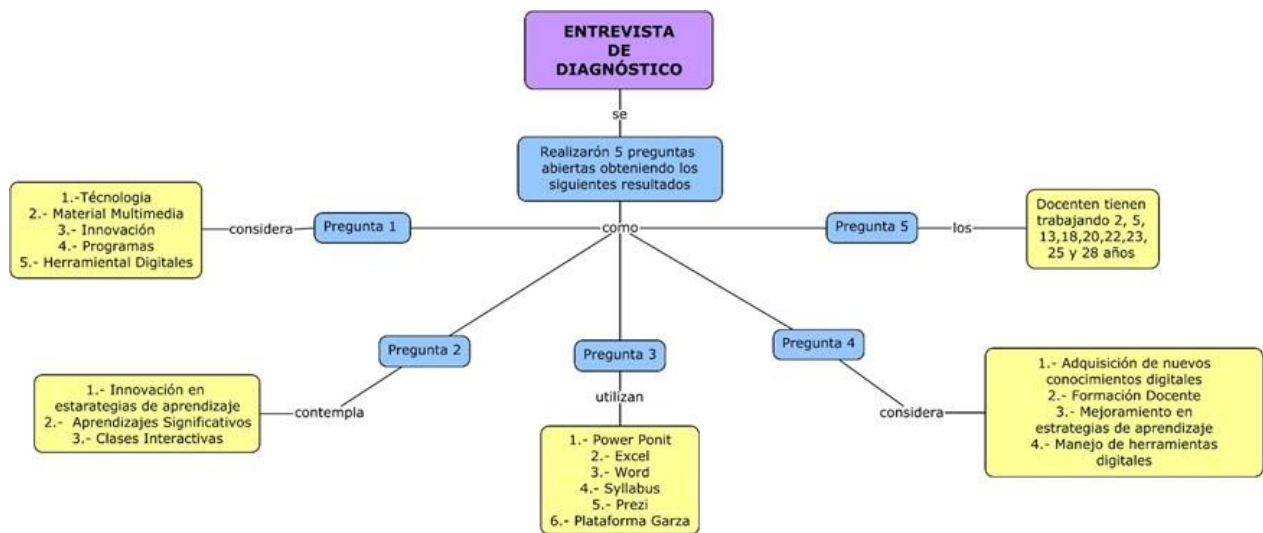 ENTREVISTA
DE
DIAGNÓSTICO
se
Realizarón 5 preguntas
abiertas obteniendo los
siguientes resultados
como
Pregunta 1
considera
1.-Técnologia
2.- Material Multimedia
3.- Innovación
4.- Programas
5.- Herramiental Digitales
Pregunta 2
contempla
1.- Innovación en
estarategias de aprendizaje
2.- Aprendizajes Significativos
3.- Clases Interactivas
Pregunta 3
utilizan
1.- Power Ponit
2.- Excel
3.- Word
4.- Syllabus
5.- Prezi
6.- Plataforma Garza
Pregunta 4
considera
1.- Adquisición de nuevos
conocimientos digitales
2.- Formación Docente
3.- Mejoramiento en
estrategias de aprendizaje
4.- Manejo de herramientas
digitales
Pregunta 5
los
Docenten tienen
trabajando 2, 5,
13,18,20,22,23,
25 y 28 años